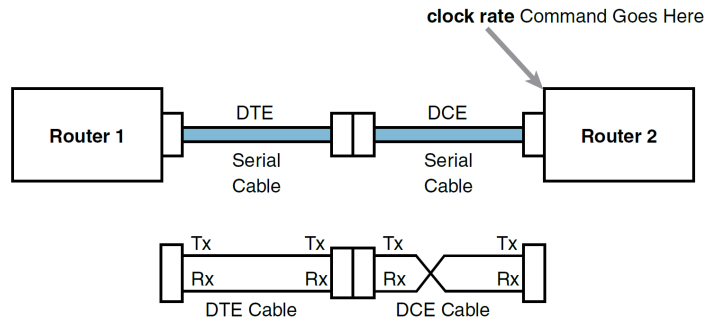 clock rate Command Goes Here
DTE DCE
Router 1 Router 2
Serial Serial
Cable Cable
Tx Tx Tx Tx
Rx Rx Rx Rx
DTE Cable DCE Cable